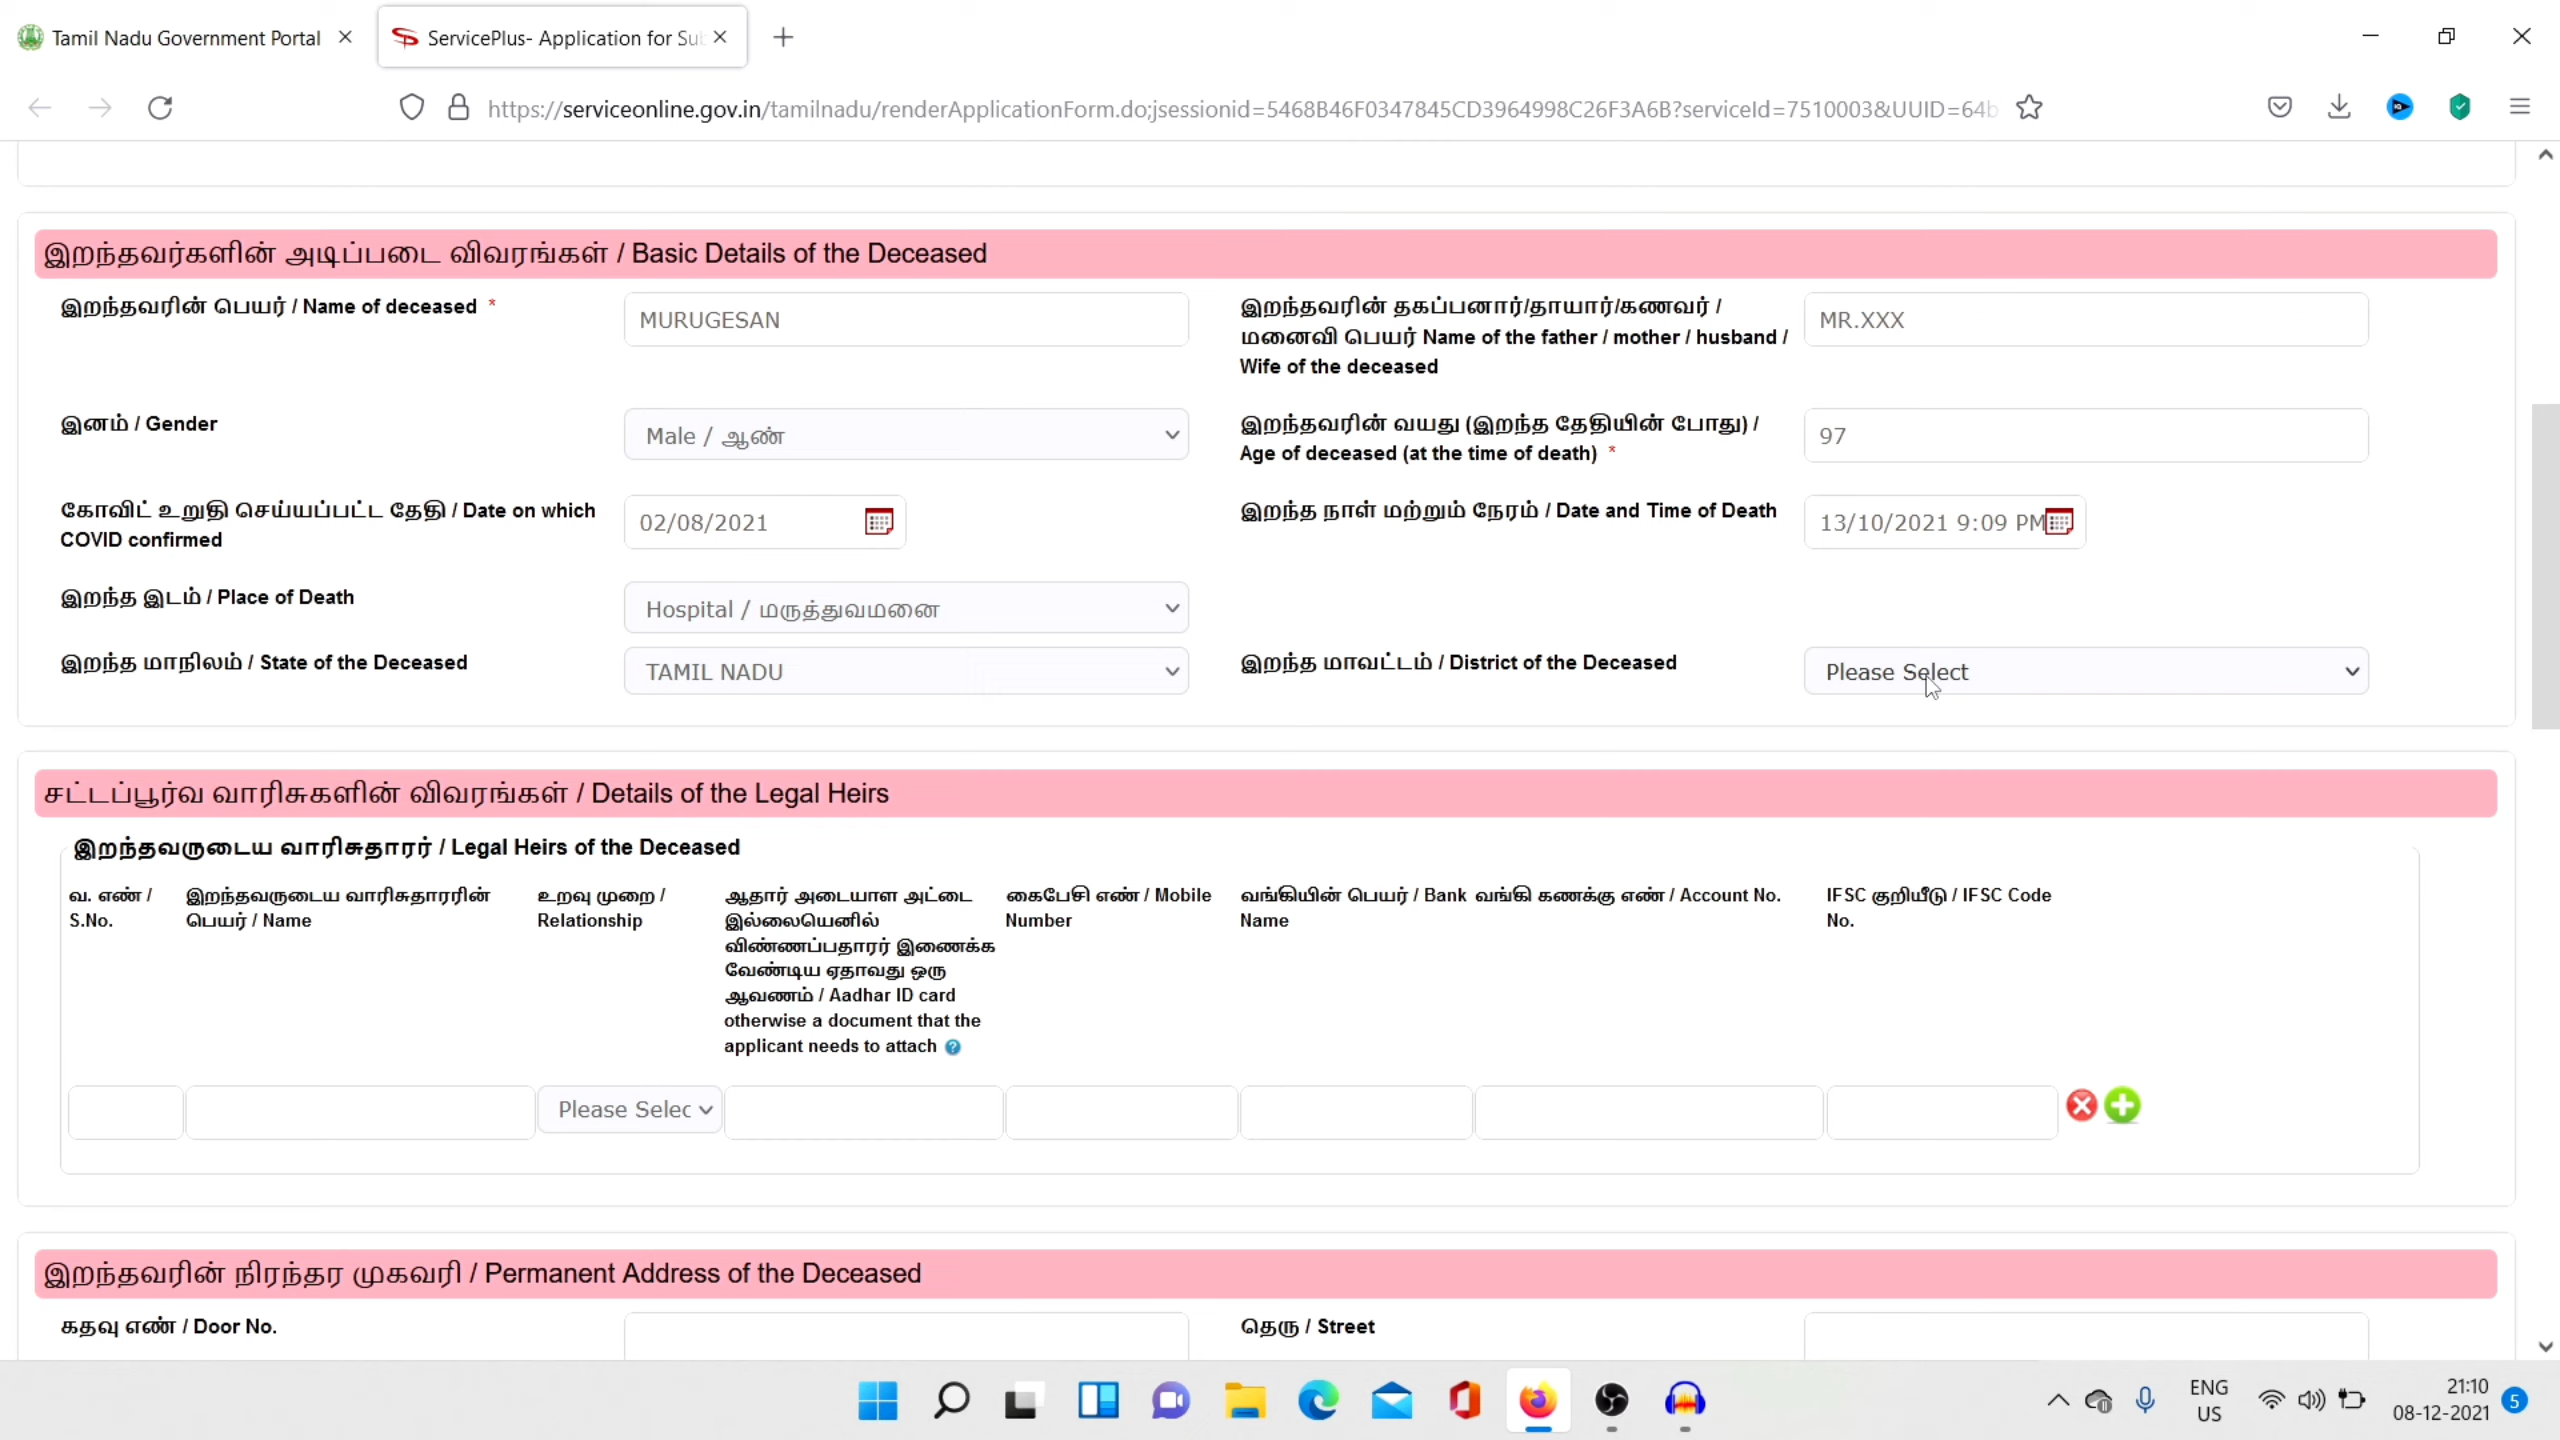 Tamil Nadu Government Portal
ServicePlus- Application for Sub
https://serviceonline.gov.in/tamilnadu/renderApplicationForm.do;jsessionid=5468B46F0347845CD3964998C26F3A6B?serviceId=7510003&UUID=64b
இறந்தவர்களின் அடிப்படை விவரங்கள் / Basic Details of the Deceased
இறந்தவரின் பெயர் / Name of deceased *
MURUGESAN
இறந்தவரின் தகப்பனார்/தாயார்/கணவர் /
மனைவி பெயர் Name of the father / mother / husband /
Wife of the deceased
MR.XXX
இனம் / Gender
Male / ஆண்
இறந்தவரின் வயது (இறந்த தேதியின் போது) /
Age of deceased (at the time of death) *
97
கோவிட் உறுதி செய்யப்பட்ட தேதி / Date on which
COVID confirmed
02/08/2021
இறந்த நாள் மற்றும் நேரம் / Date and Time of Death
13/10/2021 9:09 PM
இறந்த இடம் / Place of Death
Hospital / மருத்துவமனை
இறந்த மாநிலம் / State of the Deceased
TAMIL NADU
இறந்த மாவட்டம் / District of the Deceased
Please Select
சட்டப்பூர்வ வாரிசுகளின் விவரங்கள் / Details of the Legal Heirs
இறந்தவருடைய வாரிசுதாரர் / Legal Heirs of the Deceased
வ. எண் /
S.No.
இறந்தவருடைய வாரிசுதாரரின்
பெயர் / Name
உறவு முறை /
Relationship
ஆதார் அடையாள அட்டை
இல்லையெனில்
விண்ணப்பதாரர் இணைக்க
வேண்டிய ஏதாவது ஒரு
ஆவணம் / Aadhar ID card
otherwise a document that the
applicant needs to attach ?
கைபேசி எண் / Mobile
Number
வங்கியின் பெயர் / Bank
Name
வங்கி கணக்கு எண் / Account No.
IFSC குறியீடு / IFSC Code
No.
Please Selec
இறந்தவரின் நிரந்தர முகவரி / Permanent Address of the Deceased
கதவு எண் / Door No.
தெரு / Street
ENG
US
21:10
08-12-2021
5